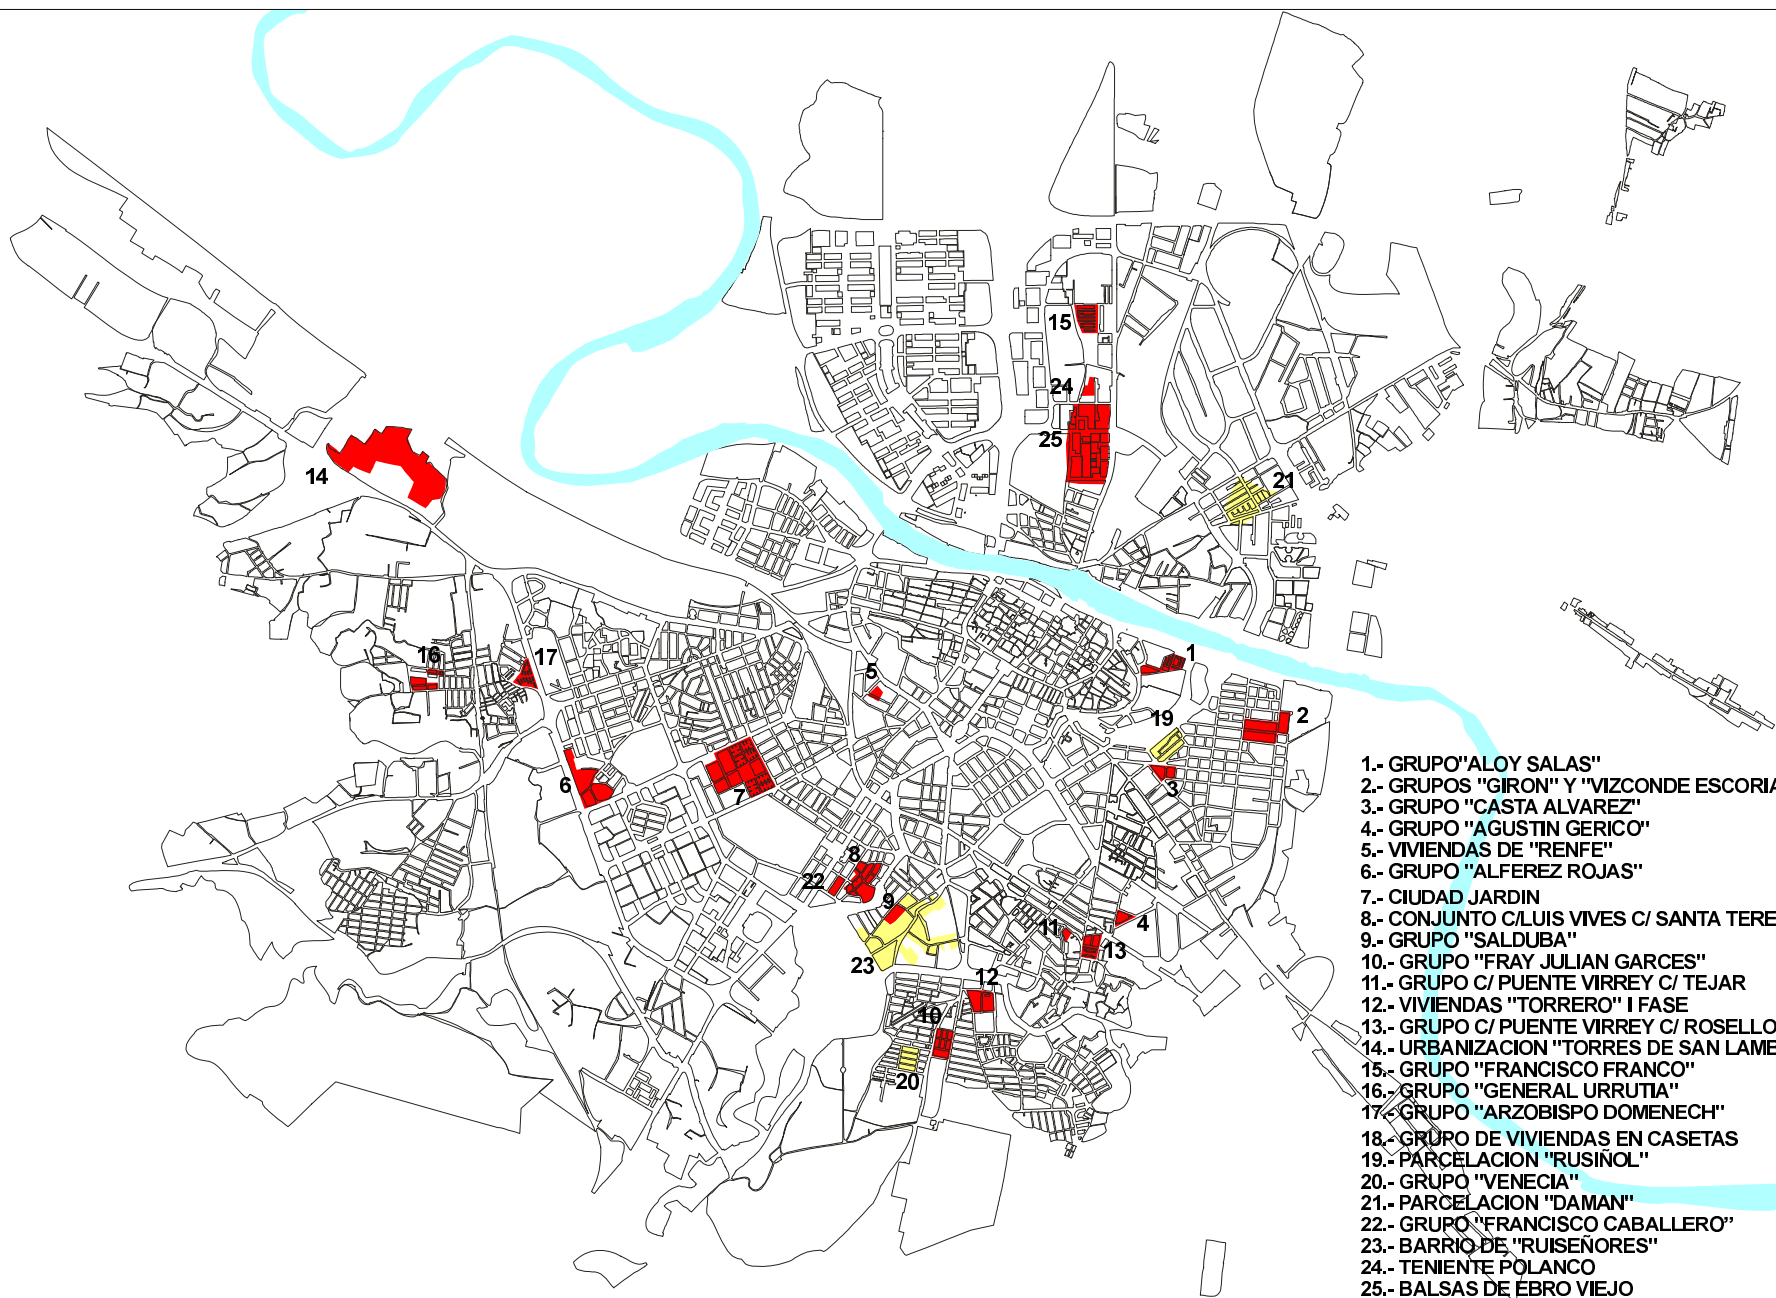 15
24
25
14
21
16
17
5
1
19
2
6
7
3
8
22
9
11
4
13
23
12
10
20
1.- GRUPO"ALOY SALAS"
2.- GRUPOS "GIRON" Y "VIZCONDE ESCORIA
3.- GRUPO "CASTA ALVAREZ"
4.- GRUPO "AGUSTIN GERICO"
5.- VIVIENDAS DE "RENFE"
6.- GRUPO "ALFEREZ ROJAS"
7.- CIUDAD JARDIN
8.- CONJUNTO C/LUIS VIVES C/ SANTA TERE
9.- GRUPO "SALDUBA"
10.- GRUPO "FRAY JULIAN GARCES"
11.- GRUPO C/ PUENTE VIRREY C/ TEJAR
12.- VIVIENDAS "TORRERO" I FASE
13.- GRUPO C/ PUENTE VIRREY C/ ROSELLO
14.- URBANIZACION "TORRES DE SAN LAME
15.- GRUPO "FRANCISCO FRANCO"
16.- GRUPO "GENERAL URRUTIA"
17.- GRUPO "ARZOBISPO DOMENECH"
18.- GRUPO DE VIVIENDAS EN CASETAS
19.- PARCELACION "RUSIÑOL"
20.- GRUPO "VENECIA"
21.- PARCELACION "DAMAN"
22.- GRUPO "FRANCISCO CABALLERO"
23.- BARRIO DE "RUISEÑORES"
24.- TENIENTE POLANCO
25.- BALSAS DE EBRO VIEJO